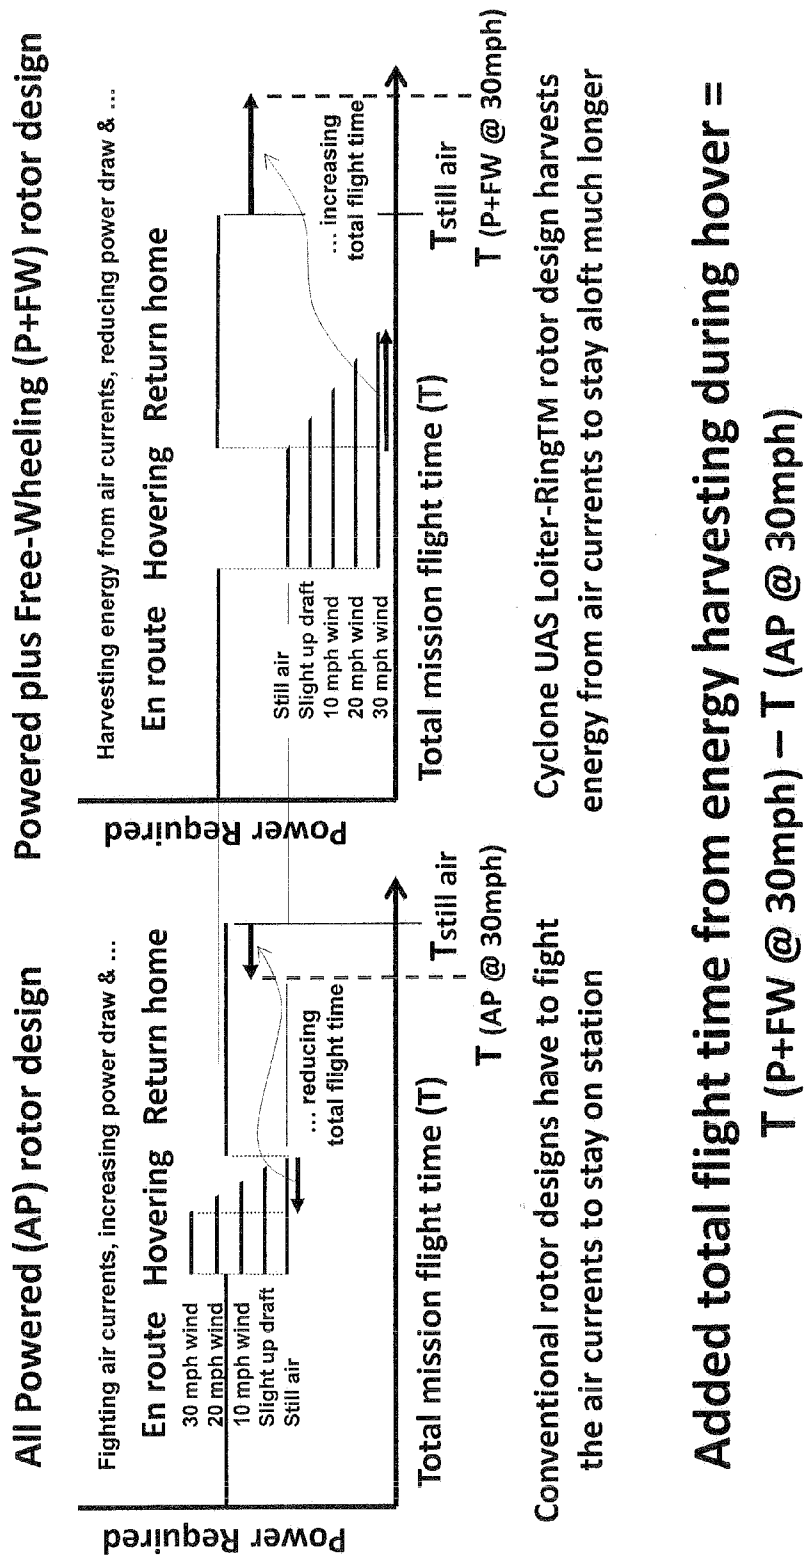 All Powered (AP) rotor design
Fighting air currents, increasing power draw & ...
En route Hovering Return home
30 mph wind
20 mph wind
10 mph wind
Slight up draft
Still air
... reducing
total flight time
Power Required
Total mission flight time (T)
Tstill air
T (AP @ 30mph)
Conventional rotor designs have to fight
the air currents to stay on station
Powered plus Free-Wheeling (P+FW) rotor design
Harvesting energy from air currents, reducing power draw & ...
En route Hovering Return home
Still air
Slight up draft
10 mph wind
20 mph wind
30 mph wind
... increasing
total flight time
Power Required
Total mission flight time (T)
Tstill air
T (P+FW @ 30mph)
Cyclone UAS Loiter-RingTM rotor design harvests
energy from air currents to stay aloft much longer
Added total flight time from energy harvesting during hover =
T (P+FW @ 30mph) – T (AP @ 30mph)